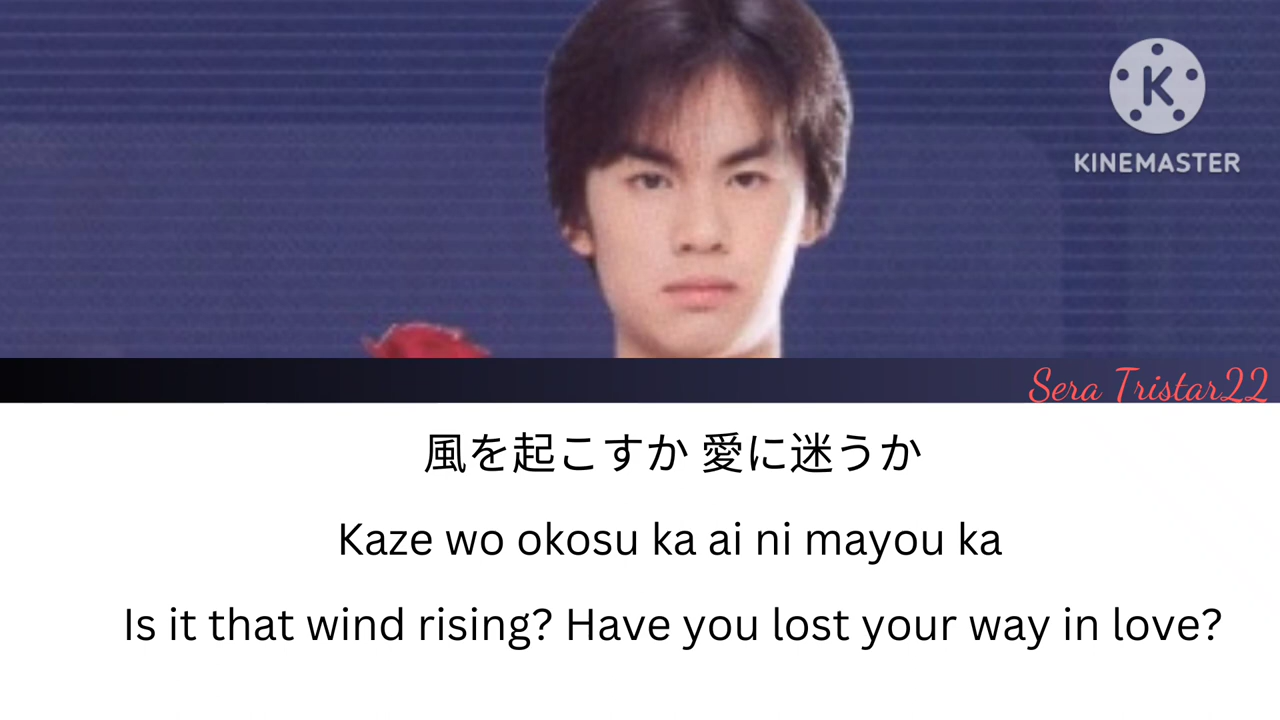 K
KINEMASTER
Sera Tristar22
風を起こすか 愛に迷うか
Kaze wo okosu ka ai ni mayou ka
Is it that wind rising? Have you lost your way in love?